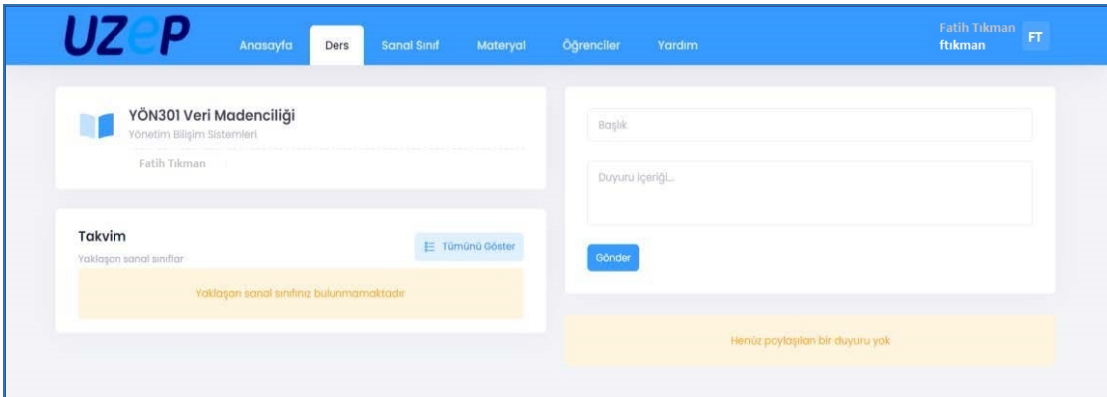 UZeP
Anasayfa Ders Sanal Sınıf Materyal Öğrenciler Yardım
Fatih Tıkman
ftıkman
FT
YÖN301 Veri Madenciliği
Yönetim Bilişim Sistemleri
Fatih Tıkman
Takvim
Yaklaşan sanal sınıflar
Tümünü Göster
Yaklaşan sanal sınıfınız bulunmamaktadır
Başlık
Duyuru içeriği...
Gönder
Henüz paylaşılan bir duyuru yok